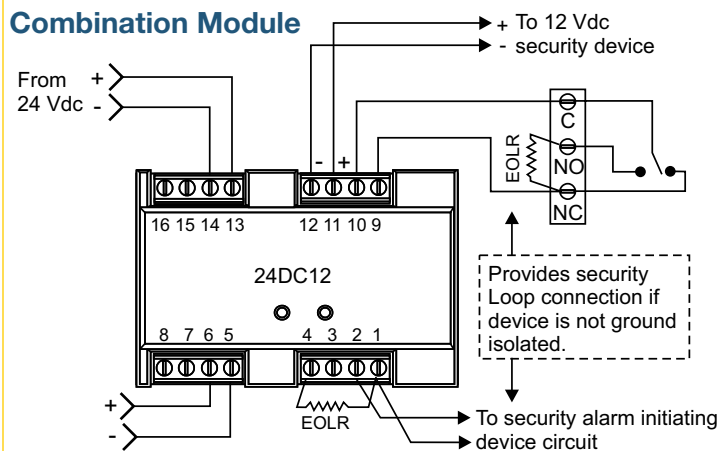 Combination Module
+ To 12 Vdc
- security device
From +
24 Vdc -
C
EOLR
NO
NC
- +
16 15 14 13 12 11 10 9
24DC12
Provides security
Loop connection if
device is not ground
isolated.
8 7 6 5 4 3 2 1
+
-
EOLR
To security alarm initiating
device circuit